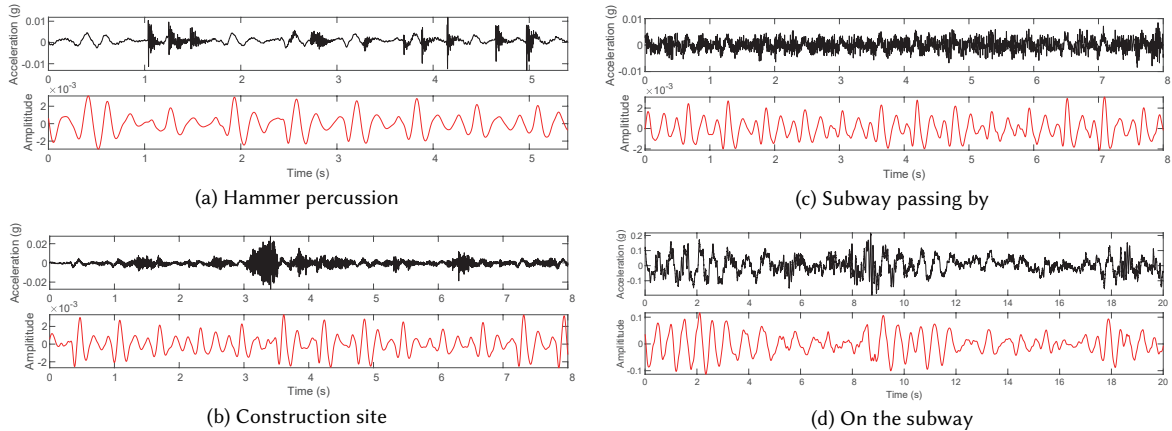 Acceleration (g)
0.01
0
-0.01
0 1 2 3 4 5
×10⁻³
Amplititude
2
0
-2
0 1 2 3 4 5
Time (s)
(a) Hammer percussion
Acceleration (g)
0.02
0
-0.02
0 1 2 3 4 5 6 7 8
×10⁻³
Amplititude
2
0
-2
0 1 2 3 4 5 6 7 8
Time (s)
(b) Construction site
Acceleration (g)
0.01
0
-0.01
0 1 2 3 4 5 6 7 8
×10⁻³
Amplititude
2
0
-2
0 1 2 3 4 5 6 7 8
Time (s)
(c) Subway passing by
Acceleration (g)
0.2
0.1
0
-0.1
0 2 4 6 8 10 12 14 16 18 20
Amplititude
0.1
0
-0.1
0 2 4 6 8 10 12 14 16 18 20
Time (s)
(d) On the subway